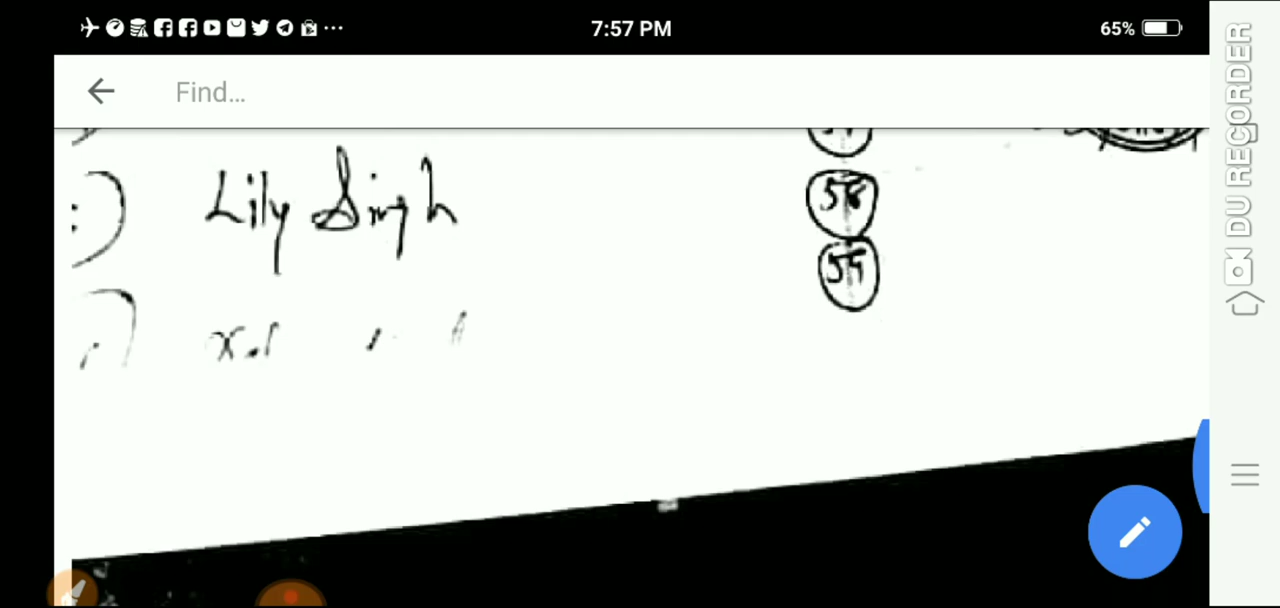 7:57 PM
65%
Find...
Lily Singh
58
59
DU RECORDER